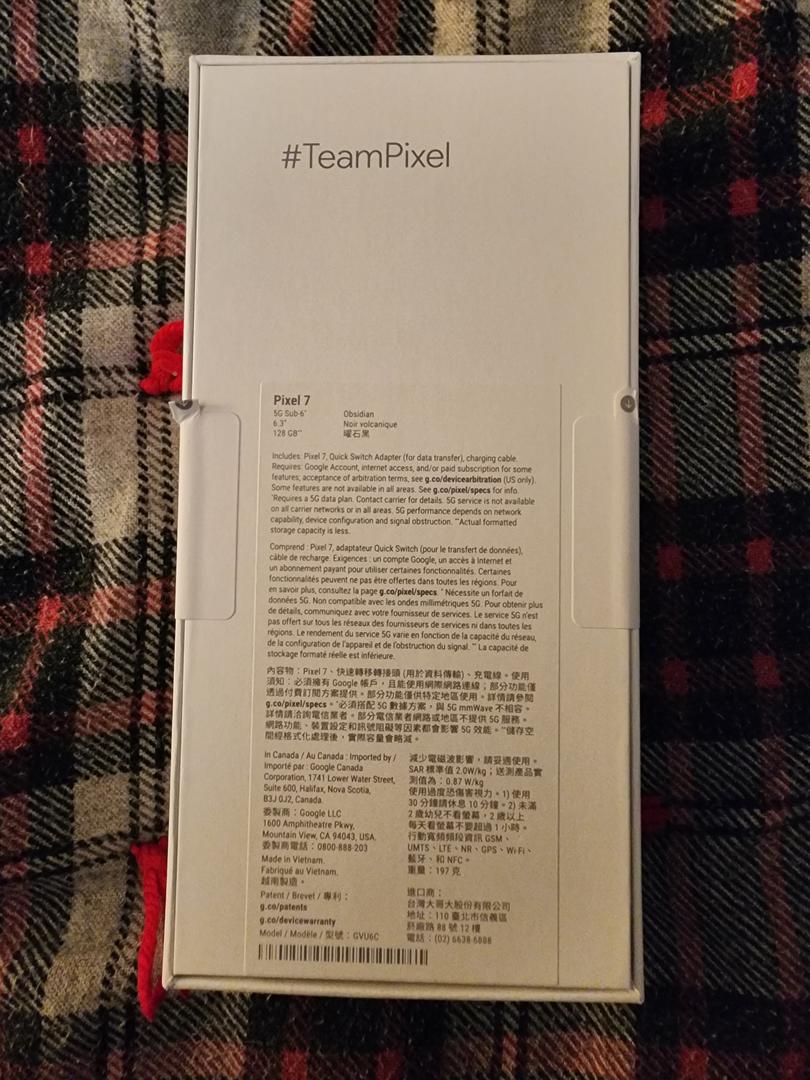 #TeamPixel
Pixel 7
5G Sub-6*
6.3"
128 GB**
Obsidian
Noir volcanique
曜石黑
Includes: Pixel 7, Quick Switch Adapter (for data transfer), charging cable.
Requires: Google Account, internet access, and/or paid subscription for some
features; acceptance of arbitration terms, see g.co/devicearbitration (US only).
Some features are not available in all areas. See g.co/pixel/specs for info.
*Requires a 5G data plan. Contact carrier for details. 5G service is not available
on all carrier networks or in all areas. 5G performance depends on network
capability, device configuration and signal obstruction. **Actual formatted
storage capacity is less.
Comprend : Pixel 7, adaptateur Quick Switch (pour le transfert de données),
câble de recharge. Exigences : un compte Google, un accès à Internet et
un abonnement payant pour utiliser certaines fonctionnalités. Certaines
fonctionnalités peuvent ne pas être offertes dans toutes les régions. Pour
en savoir plus, consultez la page g.co/pixel/specs. * Nécessite un forfait de
données 5G. Non compatible avec les ondes millimétriques 5G. Pour obtenir plus
de détails, communiquez avec votre fournisseur de services. Le service 5G n'est
pas offert sur tous les réseaux des fournisseurs de services ni dans toutes les
régions. Le rendement du service 5G varie en fonction de la capacité du réseau,
de la configuration de l'appareil et de l'obstruction du signal. ** La capacité de
stockage formaté réelle est inférieure.
內容物：Pixel 7、快速轉移轉接頭 (用於資料傳輸)、充電線。使用
須知：必須擁有 Google 帳戶，且能使用網際網路連線；部分功能僅
透過付費訂閱方案提供。部分功能僅供特定地區使用。詳情請參閱
g.co/pixel/specs。*必須搭配 5G 數據方案，與 5G mmWave 不相容。
詳情請洽詢電信業者。部分電信業者網路或地區不提供 5G 服務。
網路功能、裝置設定和訊號阻礙等因素都會影響 5G 效能。**儲存空
間經格式化處理後，實際容量會略減。
In Canada / Au Canada : Imported by /
Importé par : Google Canada
Corporation, 1741 Lower Water Street,
Suite 600, Halifax, Nova Scotia,
B3J 0J2, Canada.
委製商：Google LLC
1600 Amphitheatre Pkwy,
Mountain View, CA 94043, USA.
委製商電話：0800-888-203
Made in Vietnam.
Fabriqué au Vietnam.
越南製造。
Patent / Brevet / 專利：
g.co/patents
g.co/devicewarranty
Model / Modèle / 型號：GVU6C
減少電磁波影響，請妥適使用。
SAR 標準值 2.0W/kg；送測產品實
測值為：0.87 W/kg
使用過度恐傷害視力。1) 使用
30 分鐘請休息 10 分鐘。2) 未滿
2 歲幼兒不看螢幕，2 歲以上
每天看螢幕不要超過 1 小時。
行動寬頻頻段資訊 GSM、
UMTS、LTE、NR、GPS、Wi-Fi、
藍牙、和 NFC。
重量：197 克
進口商：
台灣大哥大股份有限公司
地址：110 臺北市信義區
菸廠路 88 號 12 樓
電話：(02) 6638-6888